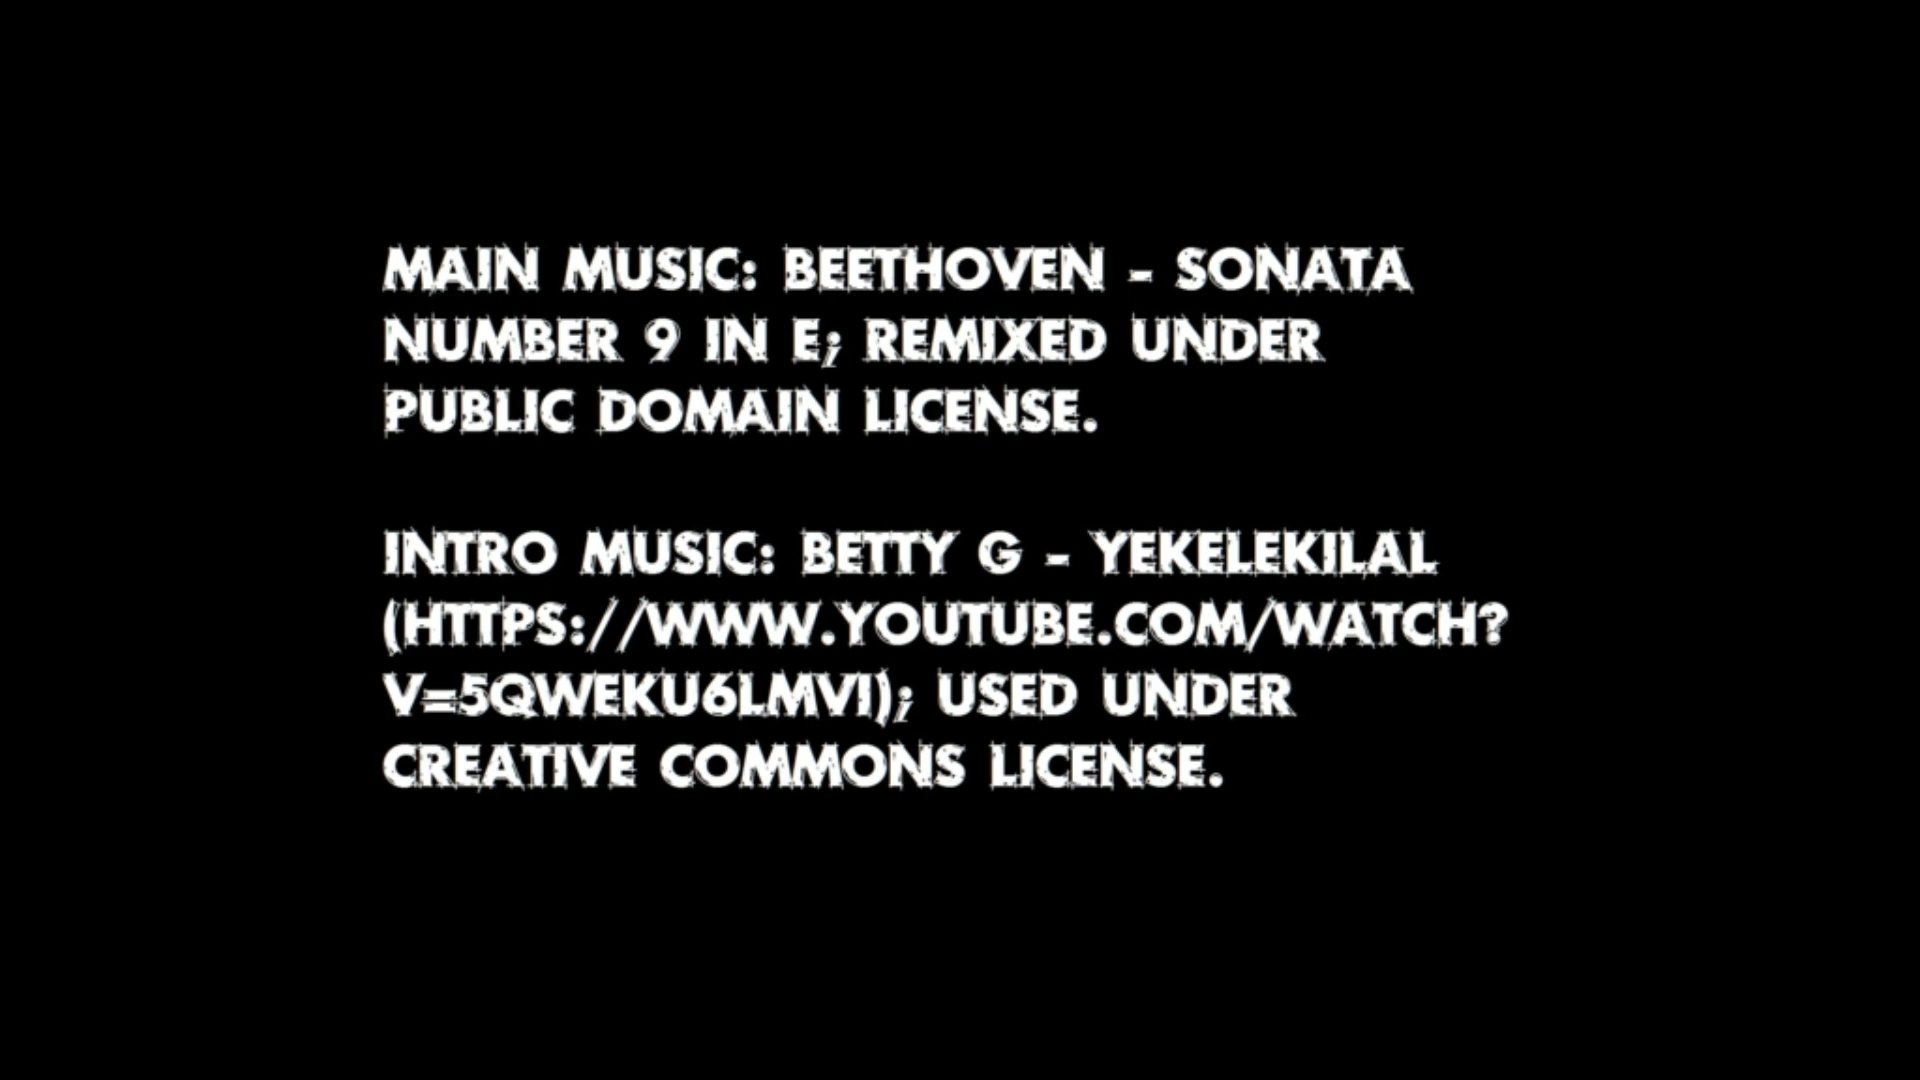 MAIN MUSIC: BEETHOVEN - SONATA
NUMBER 9 IN E; REMIXED UNDER
PUBLIC DOMAIN LICENSE.
INTRO MUSIC: BETTY G - YEKELEKILAL
(HTTPS://WWW.YOUTUBE.COM/WATCH?
V=5QWEKU6LMVI); USED UNDER
CREATIVE COMMONS LICENSE.